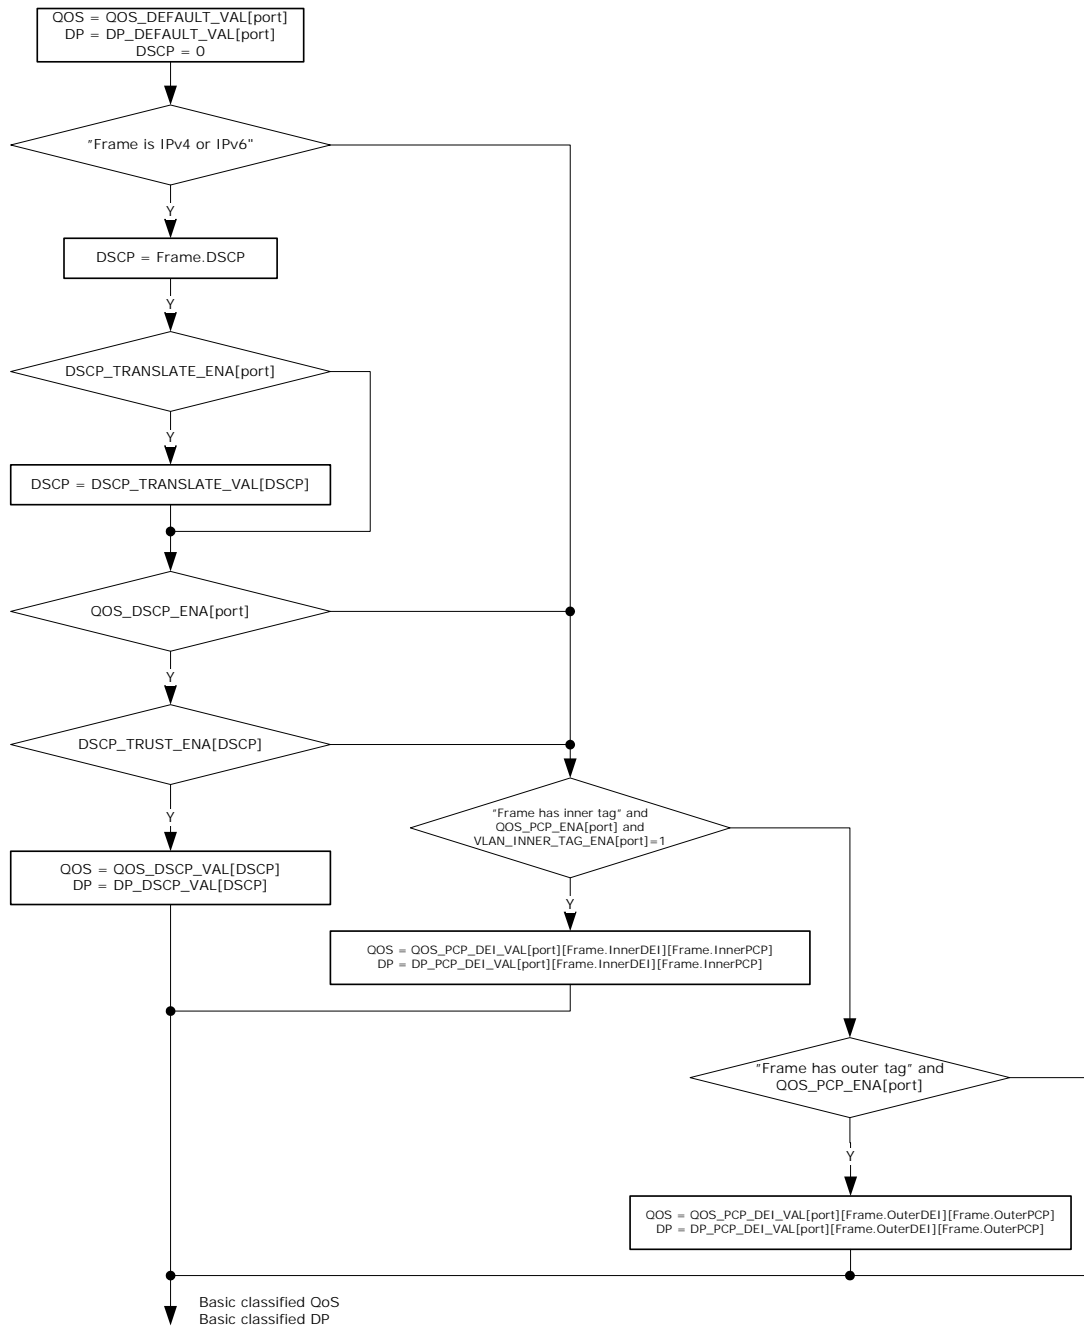 QOS = QOS_DEFAULT_VAL[port]
DP = DP_DEFAULT_VAL[port]
DSCP = 0
"Frame is IPv4 or IPv6"
Y
DSCP = Frame.DSCP
Y
DSCP_TRANSLATE_ENA[port]
Y
DSCP = DSCP_TRANSLATE_VAL[DSCP]
QOS_DSCP_ENA[port]
Y
DSCP_TRUST_ENA[DSCP]
Y
QOS = QOS_DSCP_VAL[DSCP]
DP = DP_DSCP_VAL[DSCP]
"Frame has inner tag" and
QOS_PCP_ENA[port] and
VLAN_INNER_TAG_ENA[port]=1
Y
QOS = QOS_PCP_DEI_VAL[port][Frame.InnerDEI][Frame.InnerPCP]
DP = DP_PCP_DEI_VAL[port][Frame.InnerDEI][Frame.InnerPCP]
"Frame has outer tag" and
QOS_PCP_ENA[port]
Y
QOS = QOS_PCP_DEI_VAL[port][Frame.OuterDEI][Frame.OuterPCP]
DP = DP_PCP_DEI_VAL[port][Frame.OuterDEI][Frame.OuterPCP]
Basic classified QoS
Basic classified DP